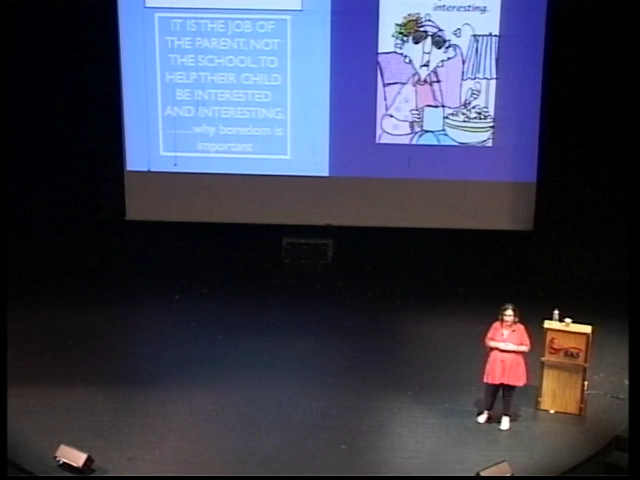 IT IS THE JOB OF
THE PARENT, NOT
THE SCHOOL, TO
HELP THEIR CHILD
BE INTERESTED
AND INTERESTING.
......why boredom is
important
interesting.
SAS